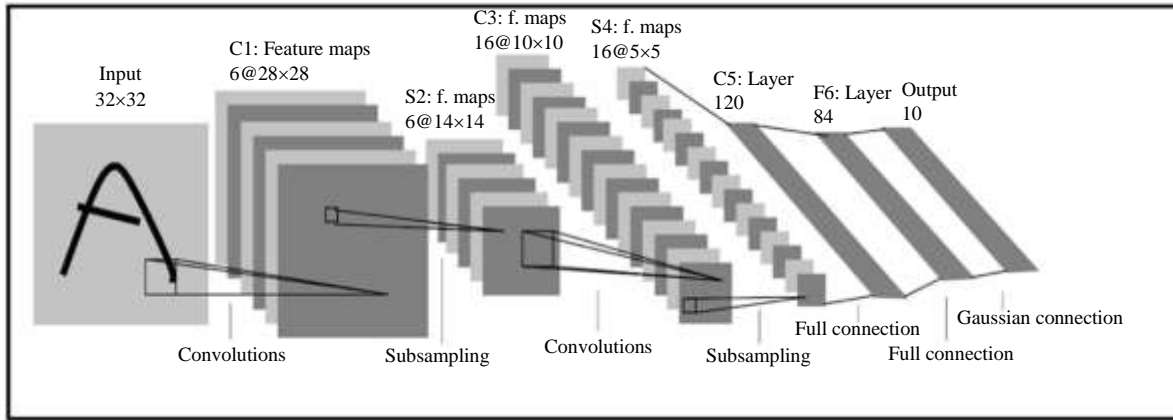 Input
32×32
C1: Feature maps
6@28×28
S2: f. maps
6@14×14
C3: f. maps
16@10×10
S4: f. maps
16@5×5
C5: Layer
120
F6: Layer
84
Output
10
Convolutions
Subsampling
Convolutions
Subsampling
Full connection
Full connection
Gaussian connection